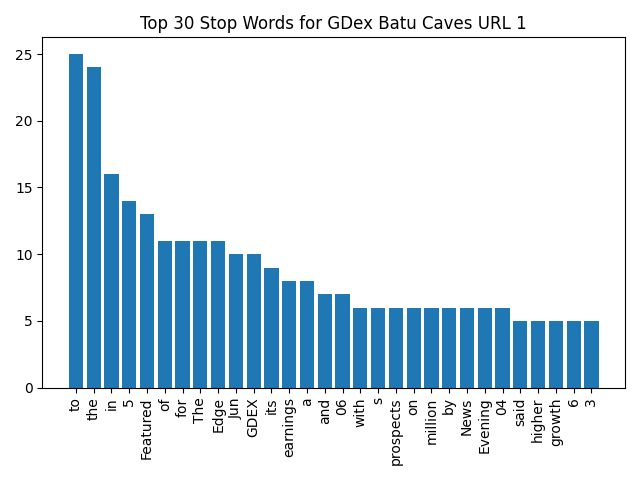 Top 30 Stop Words for GDex Batu Caves URL 1
25
20
15
10
5
0
to
the
in
5
Featured
of
for
The
Edge
Jun
GDEX
its
earnings
a
and
06
with
s
prospects
on
million
by
News
Evening
04
said
higher
growth
6
3